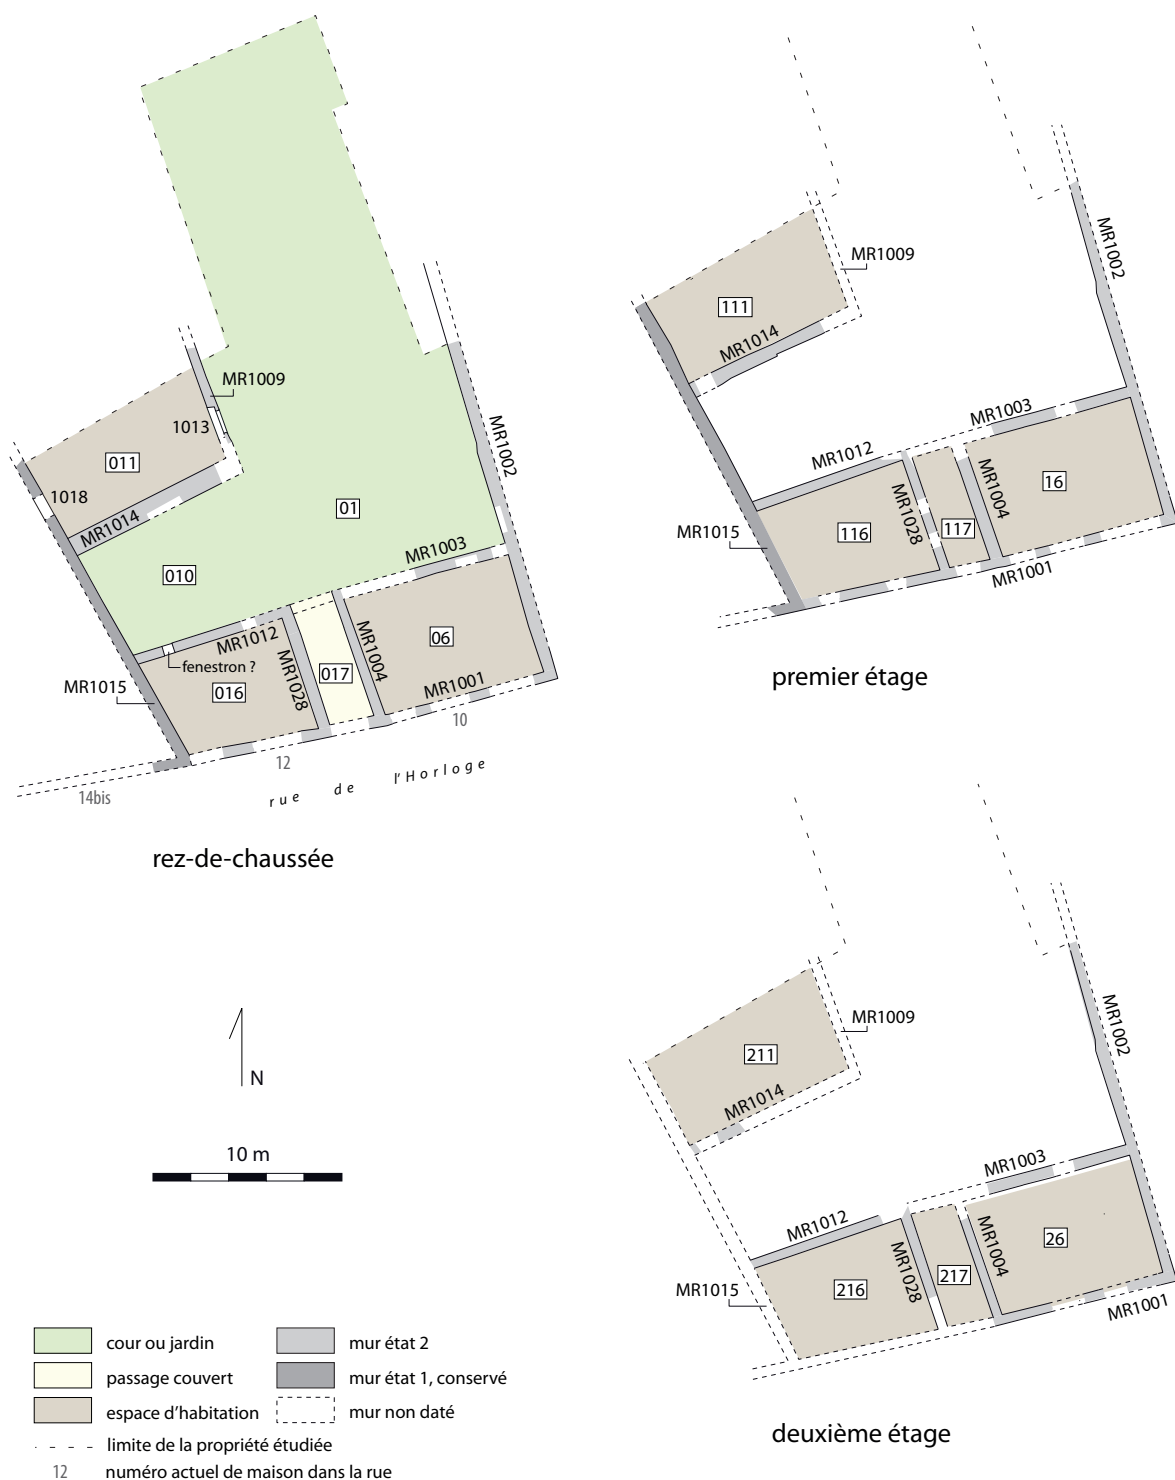 MR1009
1013
011
1018
MR1014
MR1002
01
MR1003
010
MR1012
fenestron ?
06
MR1004
MR1028
017
MR1015
016
MR1001
10
12
14bis
rue de l'Horloge
rez-de-chaussée
MR1002
MR1009
111
MR1014
MR1003
MR1012
16
MR1004
MR1028
117
116
MR1015
MR1001
premier étage
MR1002
MR1009
211
MR1014
MR1003
MR1012
26
MR1004
MR1028
217
216
MR1015
MR1001
deuxième étage
N
10 m
cour ou jardin
mur état 2
passage couvert
mur état 1, conservé
espace d'habitation
mur non daté
limite de la propriété étudiée
12 numéro actuel de maison dans la rue